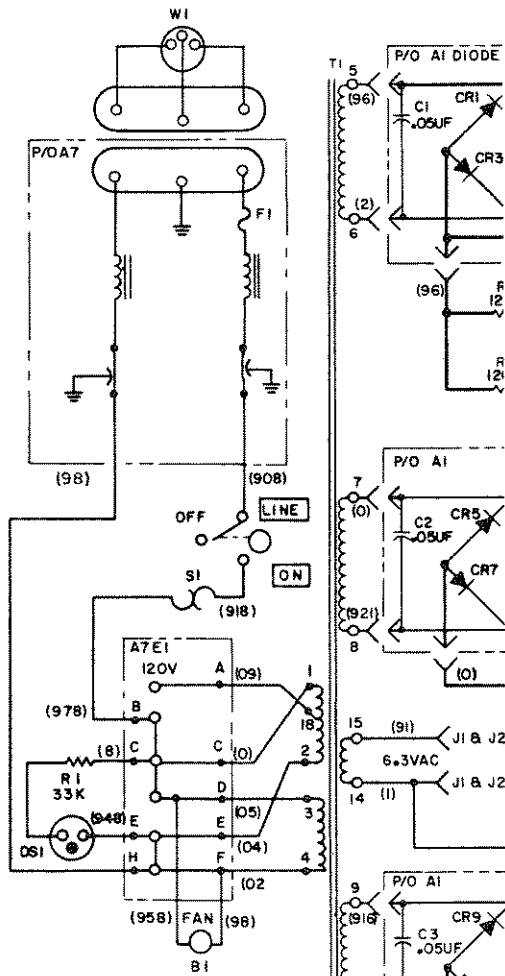 W1
T1
P/O A1 DIODE
5
(96)
CR1
C1
.05UF
CR3
P/O A7
F1
(2)
6
(96)
R
12
R
12
(98)
(908)
P/O A1
7
(0)
OFF
LINE
C2
.05UF
CR5
CR7
S1
ON
(918)
(921)
8
(0)
A7E1
120V
A
(09)
1
18
(978)
B
15
(91)
J1 & J2
(8)
C
C
(0)
2
6.3VAC
R1
33K
D
(05)
3
14
(1)
J1 & J2
(948)
E
E
(04)
DS1
H
F
(02
4
9
(916)
P/O A1
CR9
C3
.05UF
(958)
FAN
(98)
B1